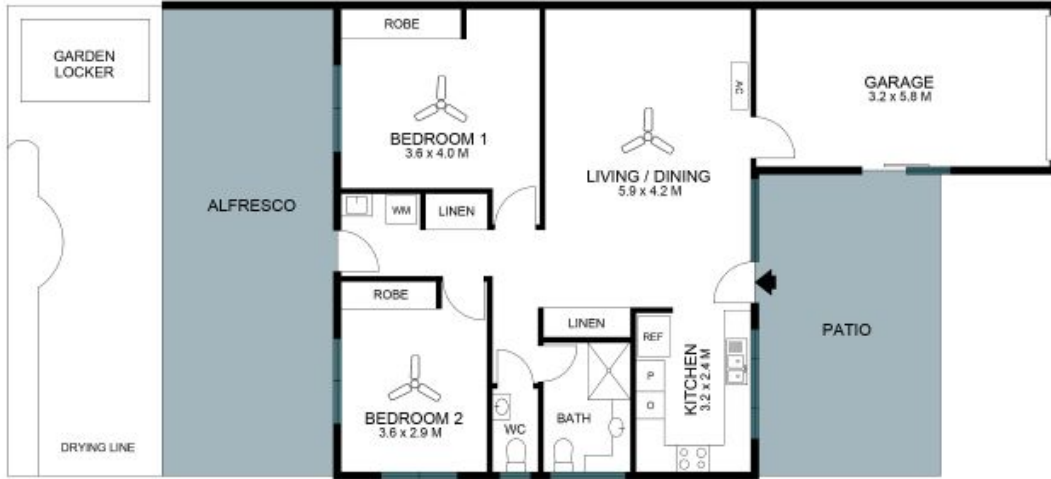 ROBE
GARDEN
LOCKER
GARAGE
3.2 x 5.8 M
AC
BEDROOM 1
3.6 x 4.0 M
LIVING / DINING
5.9 x 4.2 M
ALFRESCO
WM
LINEN
ROBE
LINEN
REF
PATIO
KITCHEN
3.2 x 2.4 M
P
O
BEDROOM 2
3.6 x 2.9 M
WC
BATH
DRYING LINE